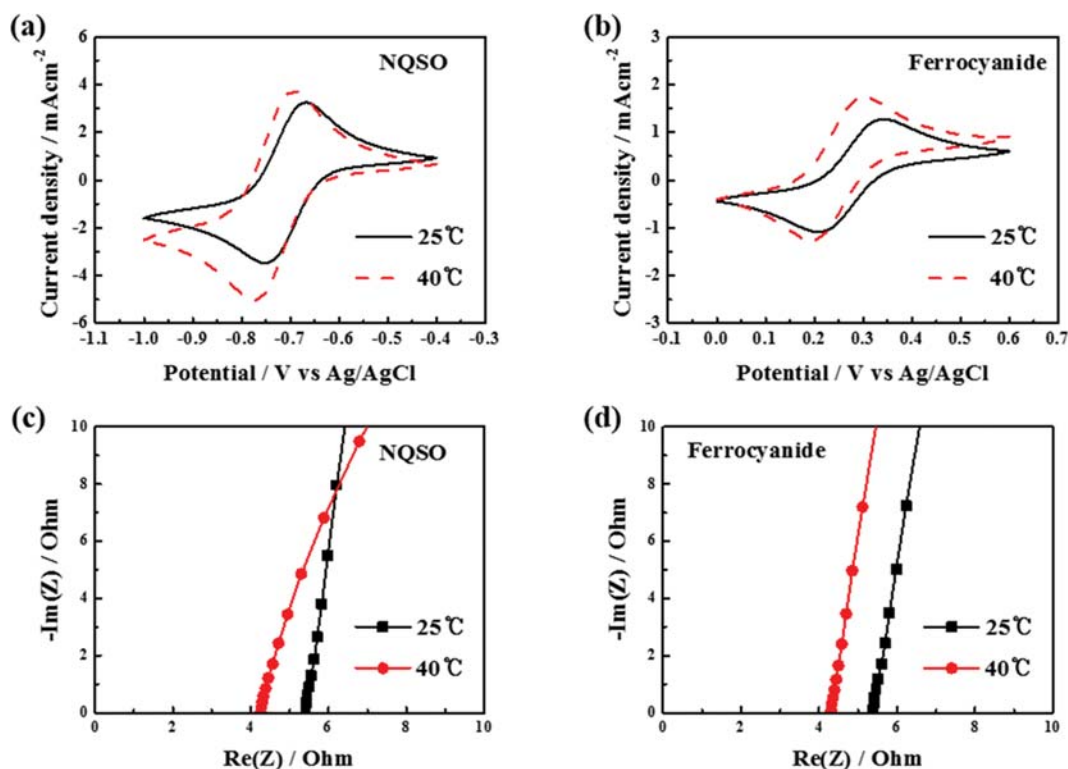 (a)
NQSO
Current density / mAcm-2
6
4
2
0
-2
-4
-6
25℃
40℃
-1.1 -1.0 -0.9 -0.8 -0.7 -0.6 -0.5 -0.4 -0.3
Potential / V vs Ag/AgCl
(b)
Ferrocyanide
Current density / mAcm-2
3
2
1
0
-1
-2
-3
25℃
40℃
0.0 0.1 0.2 0.3 0.4 0.5 0.6 0.7
Potential / V vs Ag/AgCl
(c)
NQSO
-Im(Z) / Ohm
10
8
6
4
2
0
25℃
40℃
0 2 4 6 8 10
Re(Z) / Ohm
(d)
Ferrocyanide
-Im(Z) / Ohm
10
8
6
4
2
0
25℃
40℃
0 2 4 6 8 10
Re(Z) / Ohm